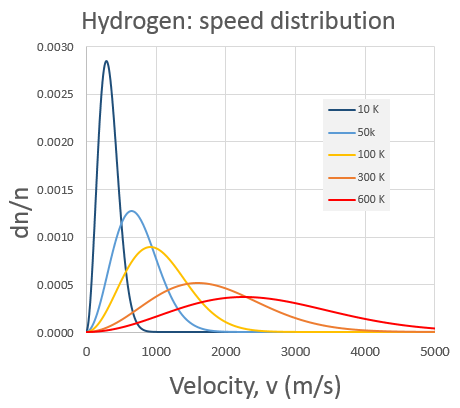 Hydrogen: speed distribution
0.0030
0.0025
0.0020
0.0015
0.0010
0.0005
0.0000
dn/n
10 K
50k
100 K
300 K
600 K
0 1000 2000 3000 4000 5000
Velocity, v (m/s)